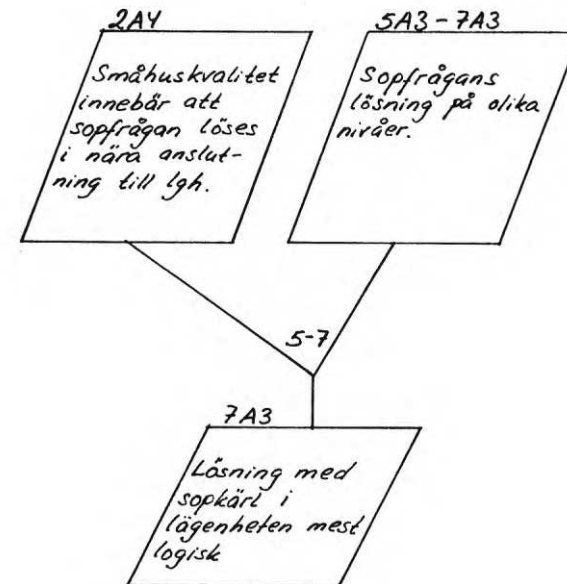 2A4
Småhuskvalitet
innebär att
sopfrågan löses
i nära anslut-
ning till lgh.
5A3-7A3
Sopfrågans
lösning på olika
nivåer.
5-7
7A3
Lösning med
sopkärl i
lägenheten mest
logisk